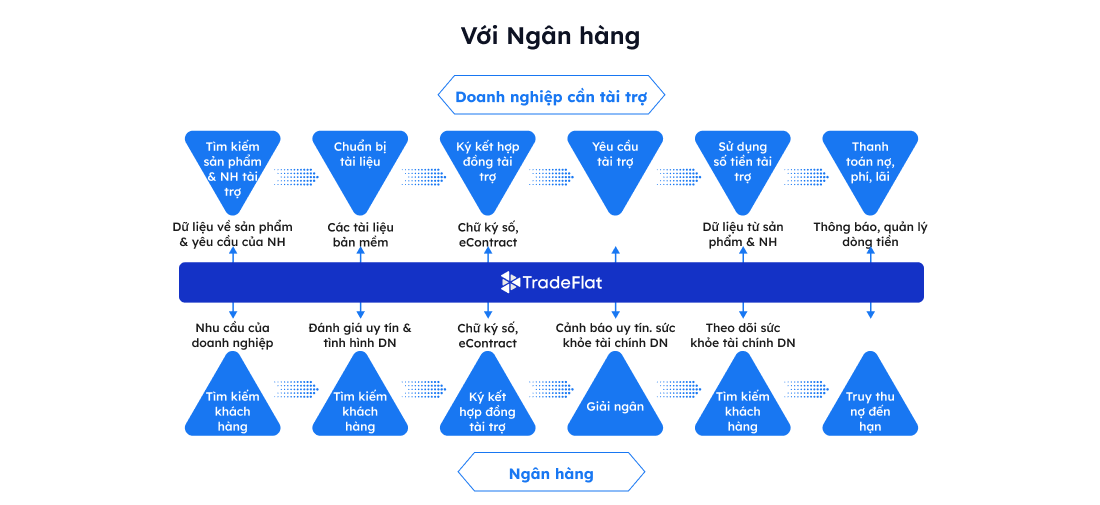 Với Ngân hàng
Doanh nghiệp cần tài trợ
Tìm kiếm
sản phẩm
& NH tài
trợ
Chuẩn bị
tài liệu
Ký kết hợp
đồng tài
trợ
Yêu cầu
tài trợ
Sử dụng
số tiền tài
trợ
Thanh
toán nợ,
phí, lãi
Dữ liệu về sản phẩm
& yêu cầu của NH
Các tài liệu
bản mềm
Chữ ký số,
eContract
Dữ liệu từ sản
phẩm & NH
Thông báo, quản lý
dòng tiền
TradeFlat
Nhu cầu của
doanh nghiệp
Đánh giá uy tín &
tình hình DN
Chữ ký số,
eContract
Cảnh báo uy tín. sức
khỏe tài chính DN
Theo dõi sức
khỏe tài chính DN
Tìm kiếm
khách
hàng
Tìm kiếm
khách
hàng
Ký kết
hợp đồng
tài trợ
Giải ngân
Tìm kiếm
khách
hàng
Truy thu
nợ đến
hạn
Ngân hàng